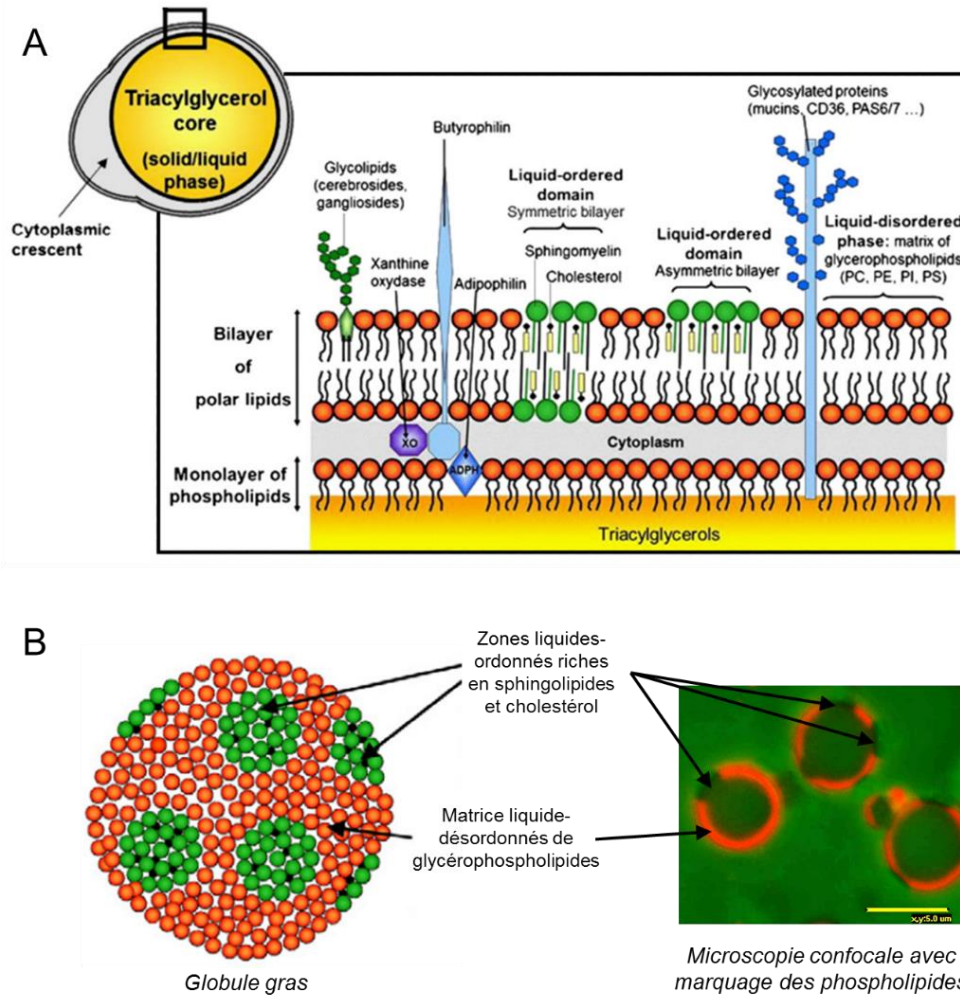 A
Triacylglycerol
core
(solid/liquid
phase)
Cytoplasmic
crescent
Glycolipids
(cerebrosides,
gangliosides)
Xanthine
oxydase
Butyrophilin
Adipophilin
Liquid-ordered
domain
Symmetric bilayer
Sphingomyelin
Cholesterol
Liquid-ordered
domain
Asymmetric bilayer
Glycosylated proteins
(mucins, CD36, PAS6/7 ...)
Liquid-disordered
phase: matrix of
glycerophospholipids
(PC, PE, PI, PS)
Bilayer
of
polar lipids
XO
Cytoplasm
Monolayer of
phospholipids
ADPH
Triacylglycerols
B
Zones liquides-
ordonnés riches
en sphingolipides
et cholestérol
Matrice liquide-
désordonnés de
glycérophospholipides
x,y:5.0 um
Globule gras
Microscopie confocale avec
marquage des phospholipides